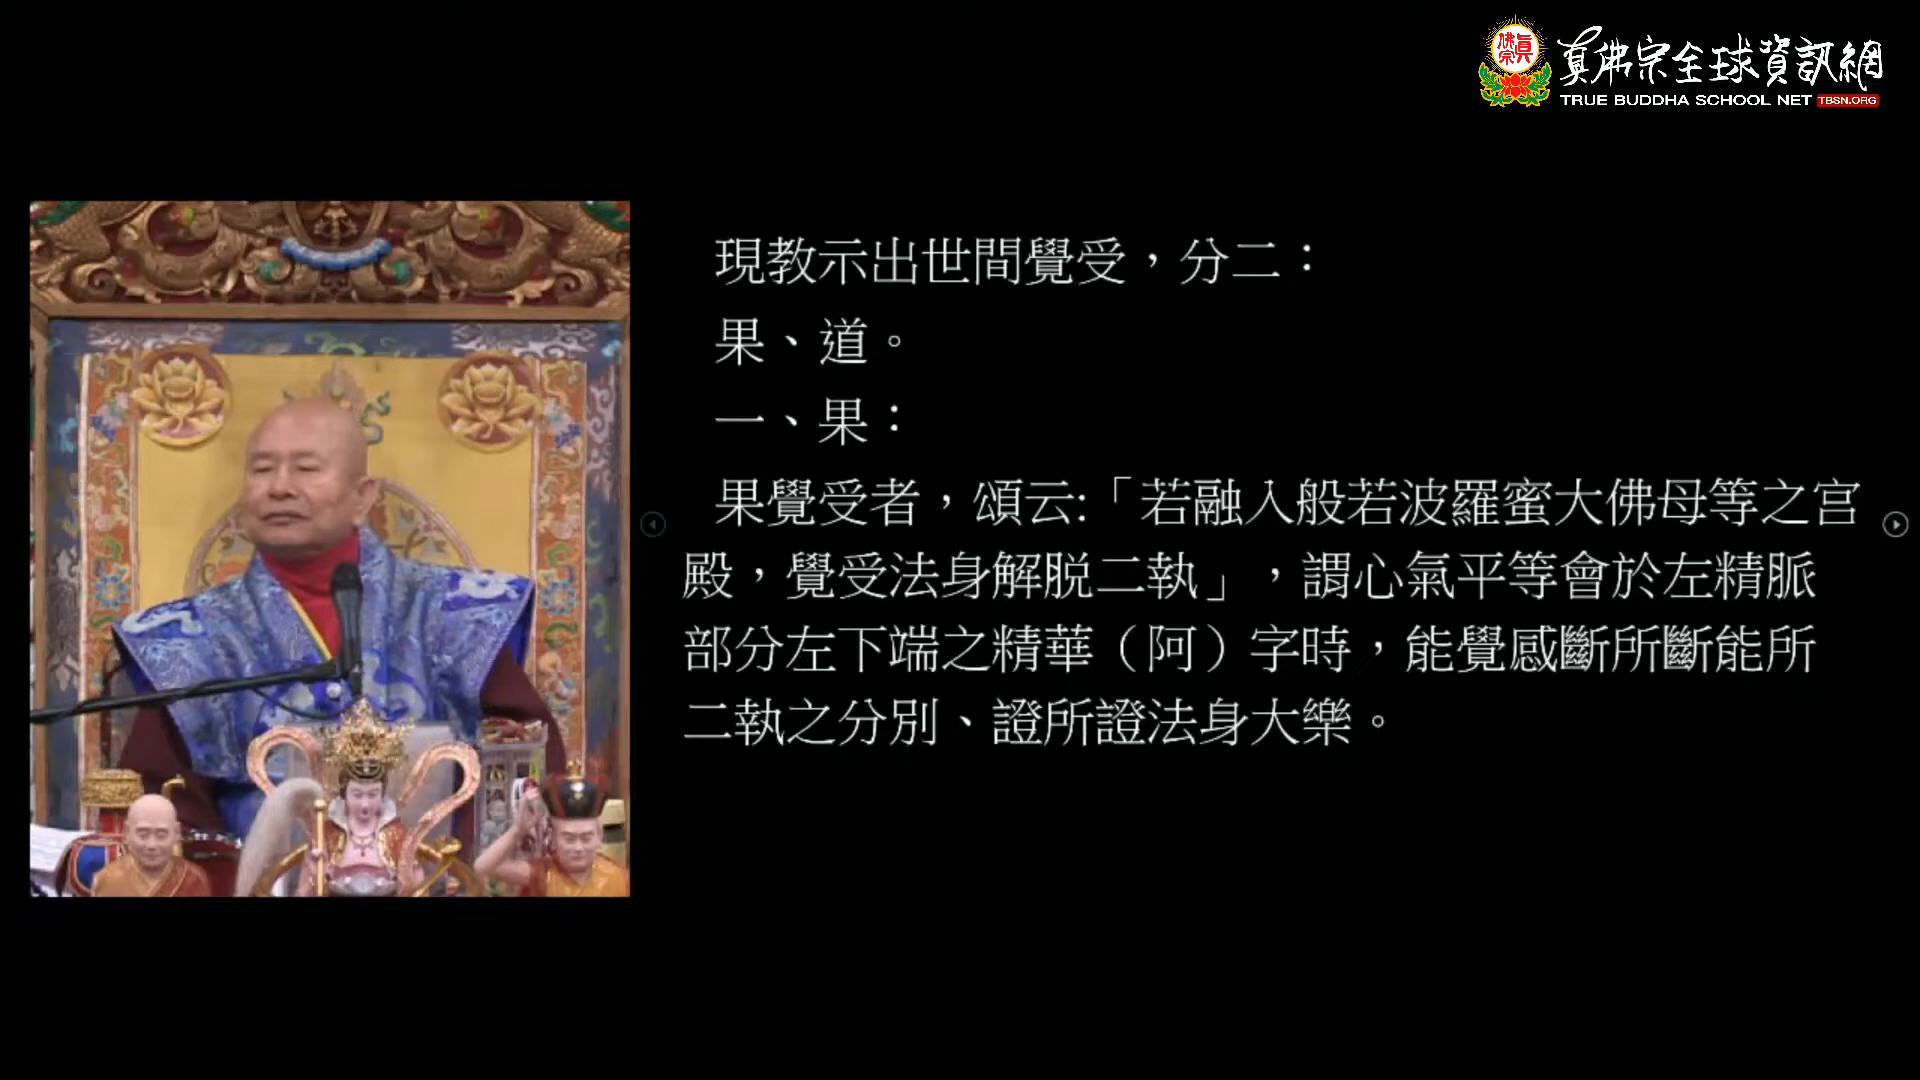 真佛宗
真佛宗全球資訊網
TRUE BUDDHA SCHOOL NET TBSN.ORG
現教示出世間覺受，分二：
果、道。
一、果：
果覺受者，頌云:「若融入般若波羅蜜大佛母等之宮
殿，覺受法身解脱二執」，謂心氣平等會於左精脈
部分左下端之精華（阿）字時，能覺感斷所斷能所
二執之分別、證所證法身大樂。